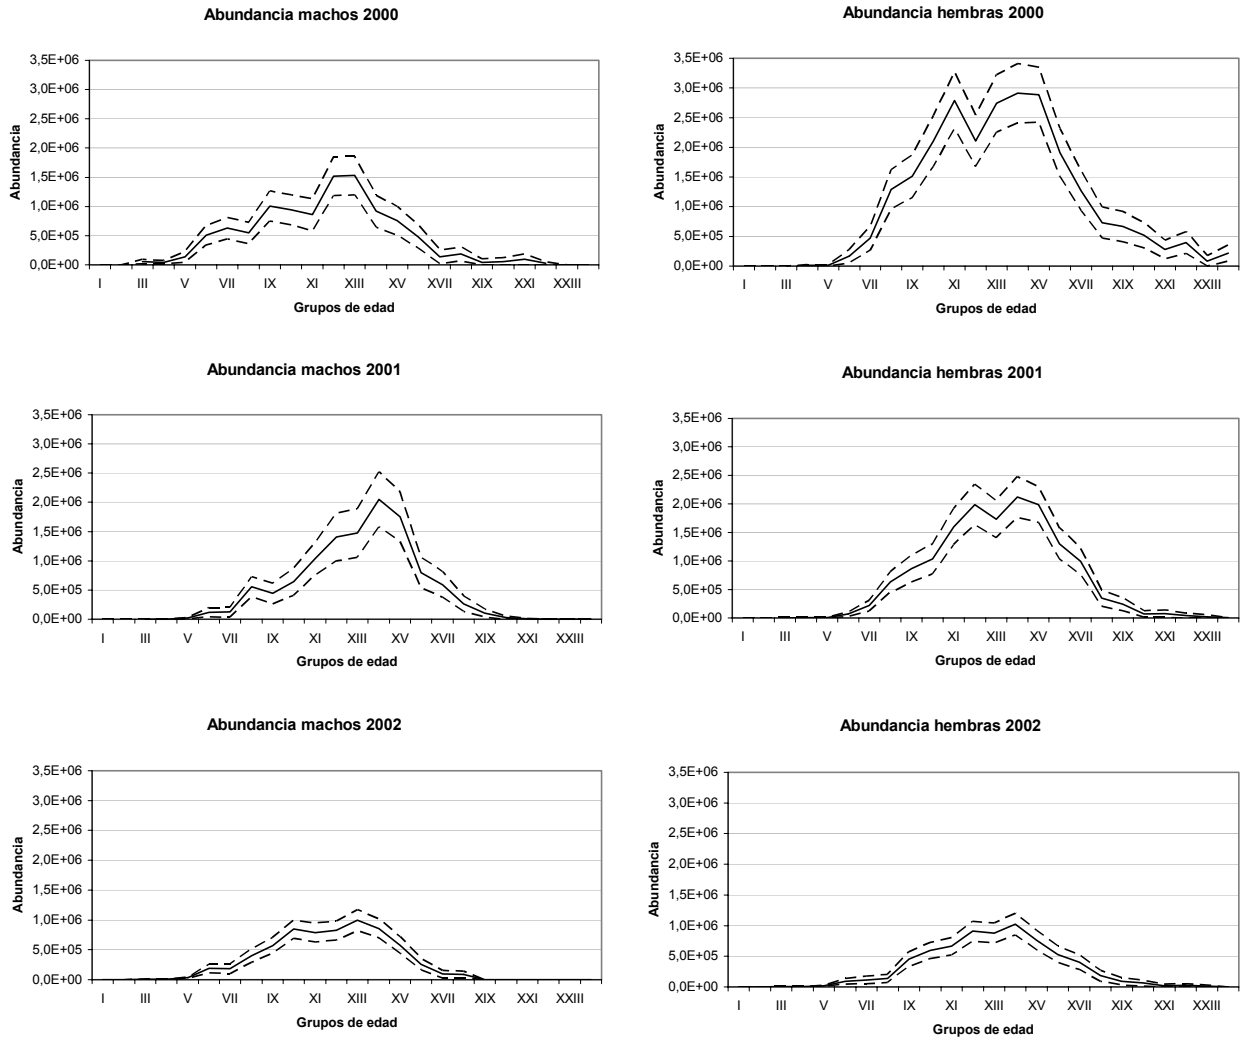 Abundancia machos 2000
3,5E+06
3,0E+06
2,5E+06
2,0E+06
1,5E+06
1,0E+06
5,0E+05
0,0E+00
Abundancia
I III V VII IX XI XIII XV XVII XIX XXI XXIII
Grupos de edad
Abundancia hembras 2000
3,5E+06
3,0E+06
2,5E+06
2,0E+06
1,5E+06
1,0E+06
5,0E+05
0,0E+00
Abundancia
I III V VII IX XI XIII XV XVII XIX XXI XXIII
Grupos de edad
Abundancia machos 2001
3,5E+06
3,0E+06
2,5E+06
2,0E+06
1,5E+06
1,0E+06
5,0E+05
0,0E+00
Abundancia
I III V VII IX XI XIII XV XVII XIX XXI XXIII
Grupos de edad
Abundancia hembras 2001
3,5E+06
3,0E+06
2,5E+06
2,0E+06
1,5E+06
1,0E+06
5,0E+05
0,0E+00
Abundancia
I III V VII IX XI XIII XV XVII XIX XXI XXIII
Grupos de edad
Abundancia machos 2002
3,5E+06
3,0E+06
2,5E+06
2,0E+06
1,5E+06
1,0E+06
5,0E+05
0,0E+00
Abundancia
I III V VII IX XI XIII XV XVII XIX XXI XXIII
Grupos de edad
Abundancia hembras 2002
3,5E+06
3,0E+06
2,5E+06
2,0E+06
1,5E+06
1,0E+06
5,0E+05
0,0E+00
Abundancia
I III V VII IX XI XIII XV XVII XIX XXI XXIII
Grupos de edad